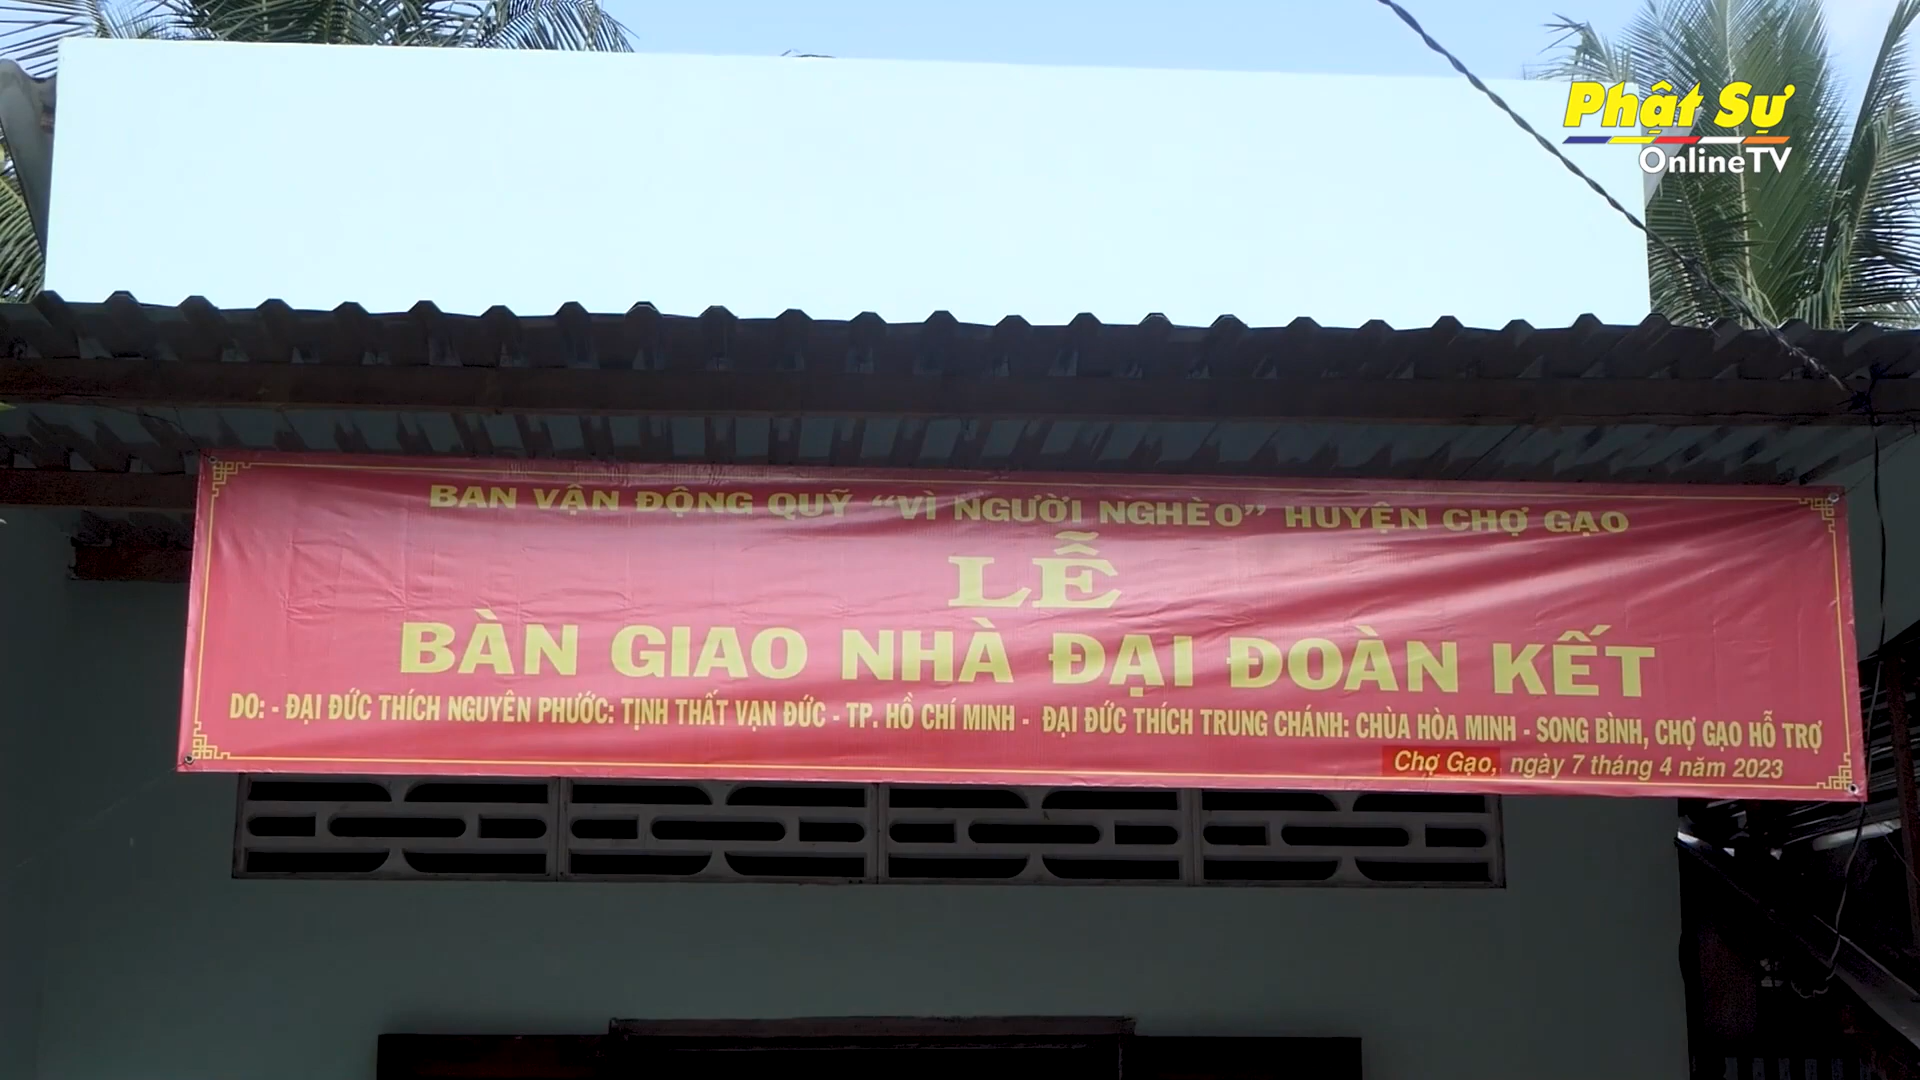 Phật Sự
OnlineTV
BAN VẬN ĐỘNG QUỸ “VÌ NGƯỜI NGHÈO” HUYỆN CHỢ GẠO
LỄ
BÀN GIAO NHÀ ĐẠI ĐOÀN KẾT
DO: - ĐẠI ĐỨC THÍCH NGUYÊN PHƯỚC: TỊNH THẤT VẠN ĐỨC - TP. HỒ CHÍ MINH - ĐẠI ĐỨC THÍCH TRUNG CHÁNH: CHÙA HÒA MINH - SONG BÌNH, CHỢ GẠO HỖ TRỢ
Chợ Gạo, ngày 7 tháng 4 năm 2023